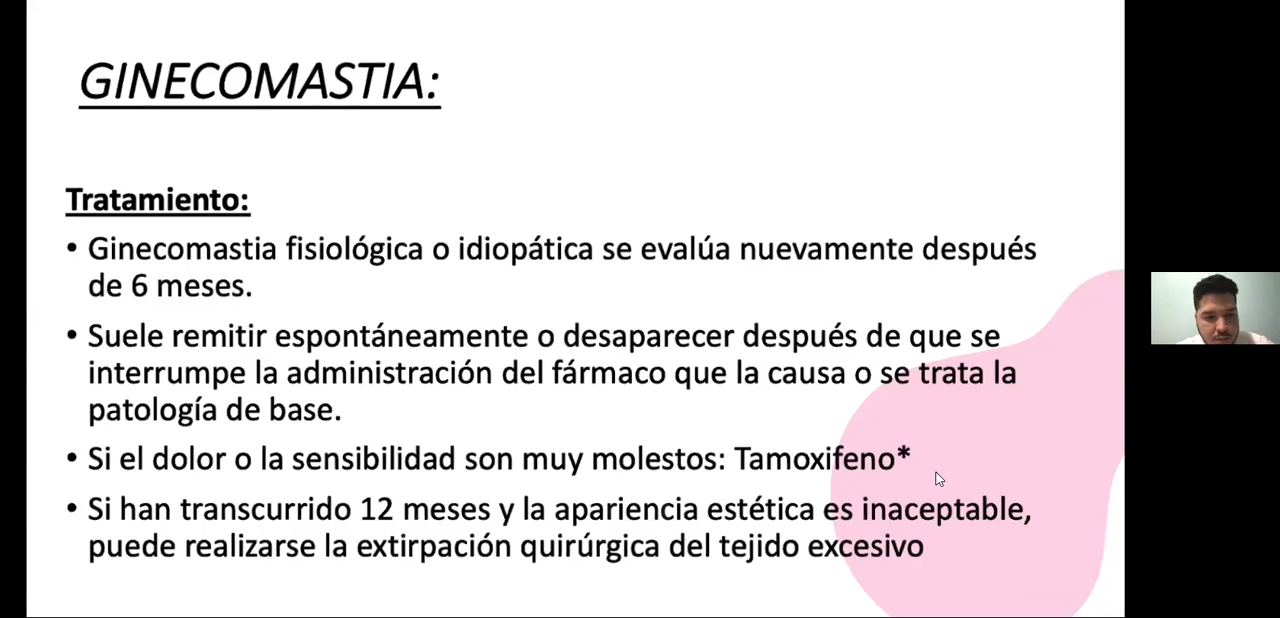 GINECOMASTIA:
Tratamiento:
• Ginecomastia fisiológica o idiopática se evalúa nuevamente después
de 6 meses.
• Suele remitir espontáneamente o desaparecer después de que se
interrumpe la administración del fármaco que la causa o se trata la
patología de base.
• Si el dolor o la sensibilidad son muy molestos: Tamoxifeno*
• Si han transcurrido 12 meses y la apariencia estética es inaceptable,
puede realizarse la extirpación quirúrgica del tejido excesivo